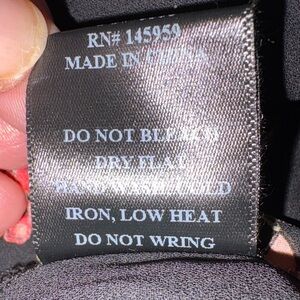 RN# 145959
MADE IN CHINA
DO NOT BLEACH
DRY FLAT
HAND WASH COLD
IRON, LOW HEAT
DO NOT WRING